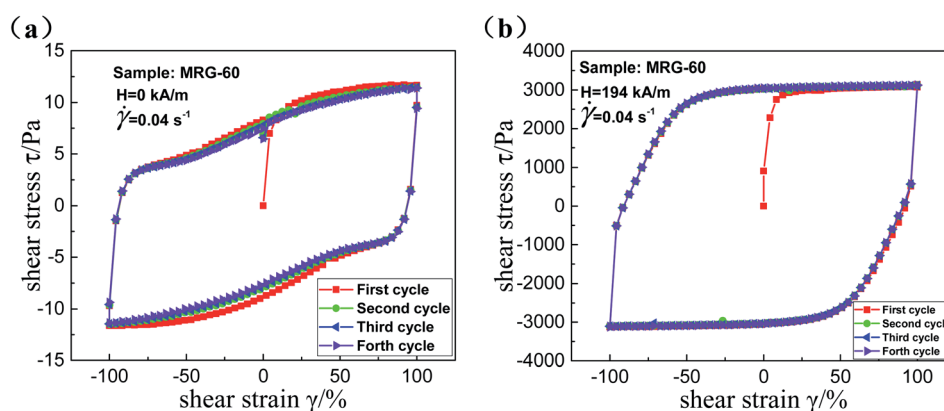 (a)
15
10
5
0
-5
-10
-15
shear stress τ/Pa
Sample: MRG-60
H=0 kA/m
γ̇=0.04 s⁻¹
First cycle
Second cycle
Third cycle
Forth cycle
-100 -50 0 50 100
shear strain γ/%
(b)
4000
3000
2000
1000
0
-1000
-2000
-3000
-4000
shear stress τ/Pa
Sample: MRG-60
H=194 kA/m
γ̇=0.04 s⁻¹
First cycle
Second cycle
Third cycle
Forth cycle
-100 -50 0 50 100
shear strain γ/%